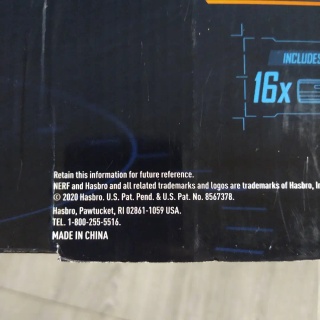 INCLUDES
16x
Retain this information for future reference.
NERF and Hasbro and all related trademarks and logos are trademarks of Hasbro, In
© 2020 Hasbro. U.S. Pat. Pend. & U.S. Pat. No. 8567378.
Hasbro, Pawtucket, RI 02861-1059 USA.
TEL. 1-800-255-5516.
MADE IN CHINA